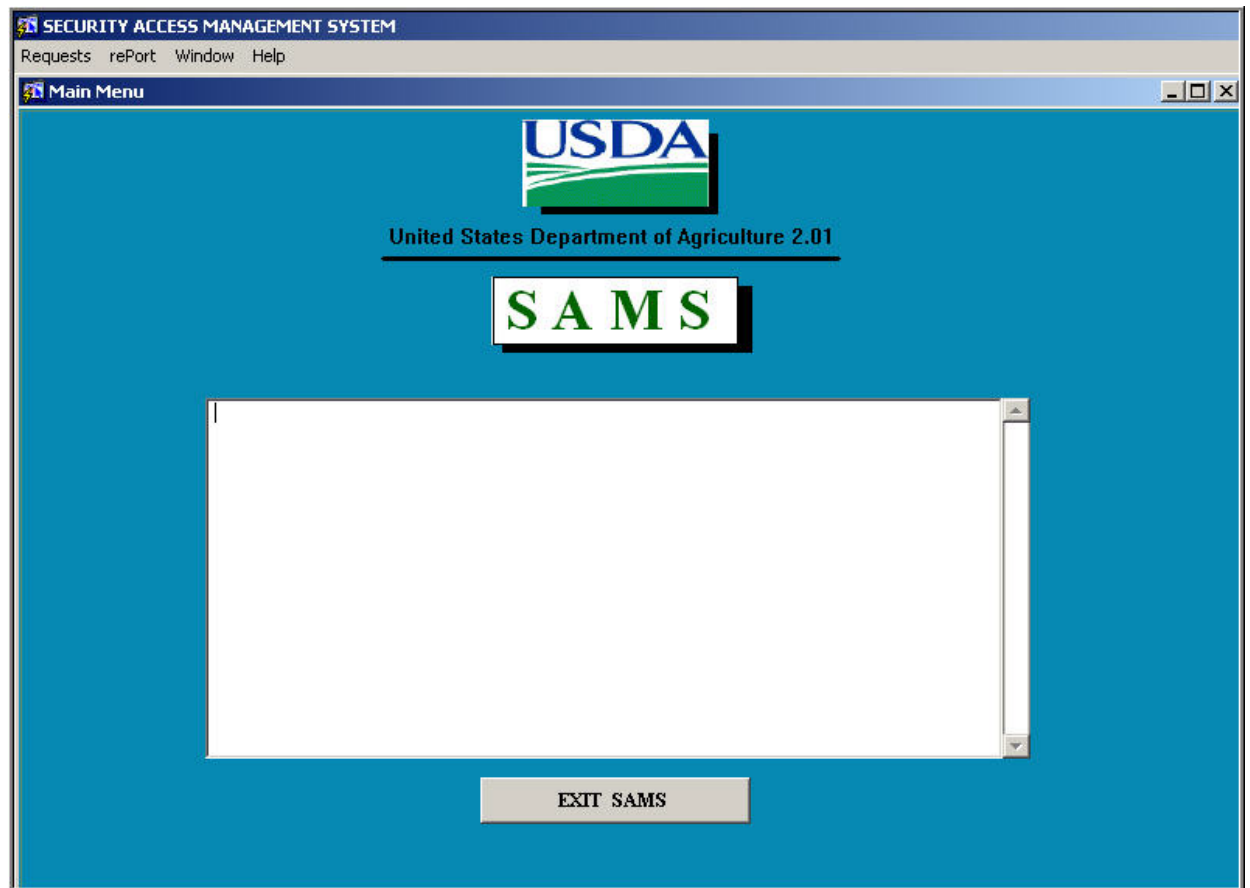 SECURITY ACCESS MANAGEMENT SYSTEM
Requests rePort Window Help
Main Menu
USDA
United States Department of Agriculture 2.01
S A M S
EXIT SAMS